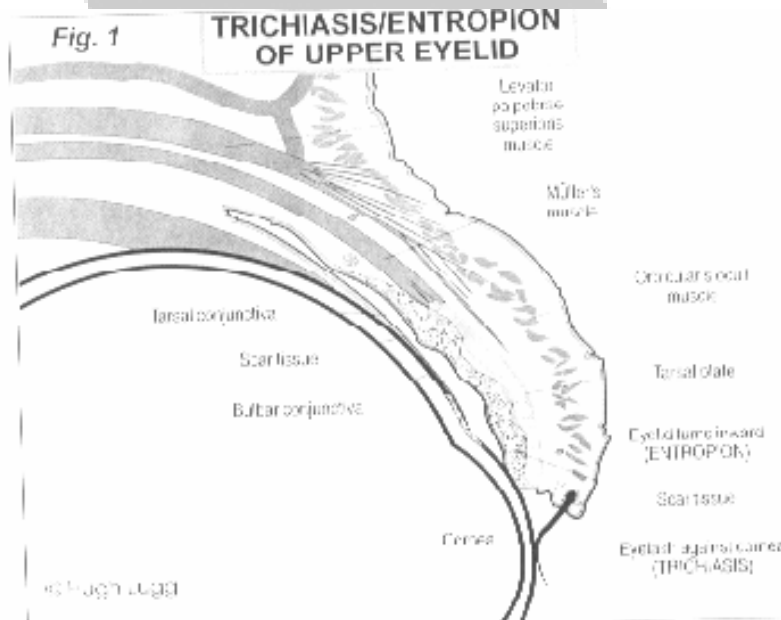 Fig. 1
TRICHIASIS/ENTROPION
OF UPPER EYELID
Levator
palpebrae
superioris
muscle
Müller's
muscle
Orbicularis oculi
muscle
Tarsal conjunctiva
Scar tissue
Tarsal plate
Bulbar conjunctiva
Eyelid turns inward
(ENTROPION)
Scar tissue
Cornea
Eyelash against cornea
(TRICHIASIS)